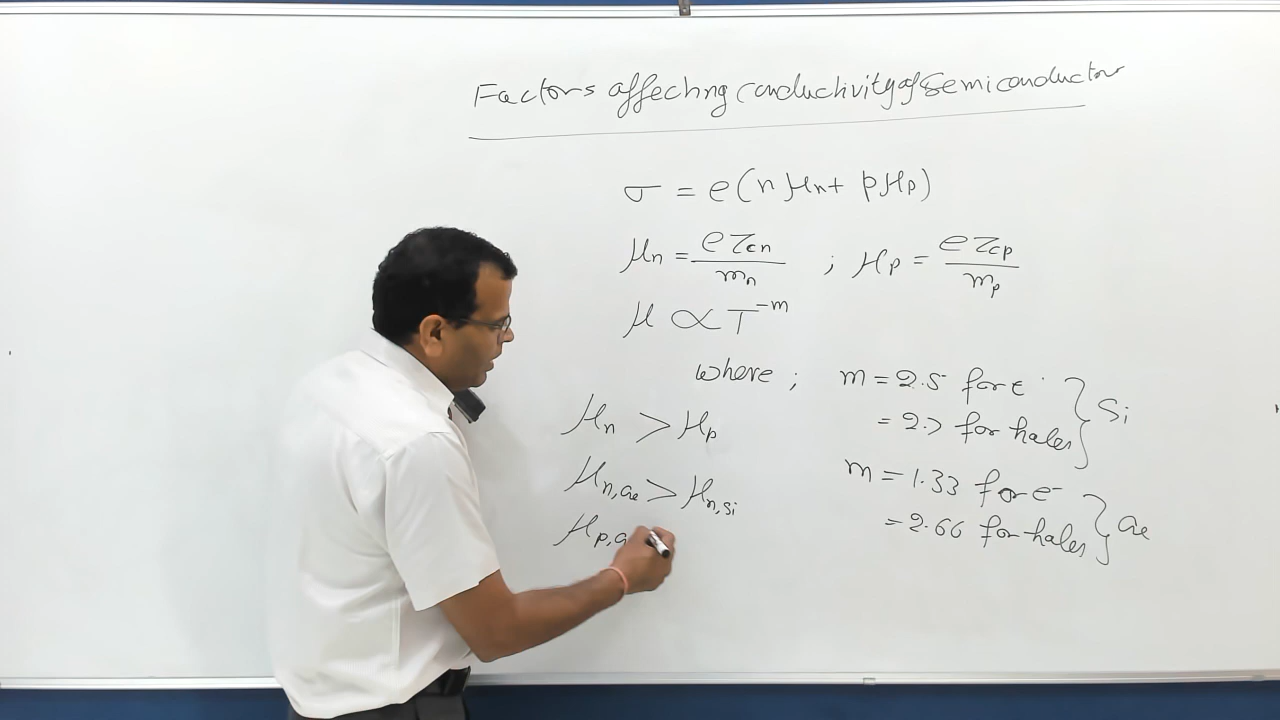 Factors affecting conductivity of semiconductor
σ = e(nμn + pμp)
μn = eτcn / mn ; μp = eτcp / mp
μ ∝ T^-m
where ; m = 2.5 for e- } Si
= 2.7 for holes
μn > μp
m = 1.33 for e- } Ge
μn,Ge > μn,Si
= 2.66 for holes
μp,G